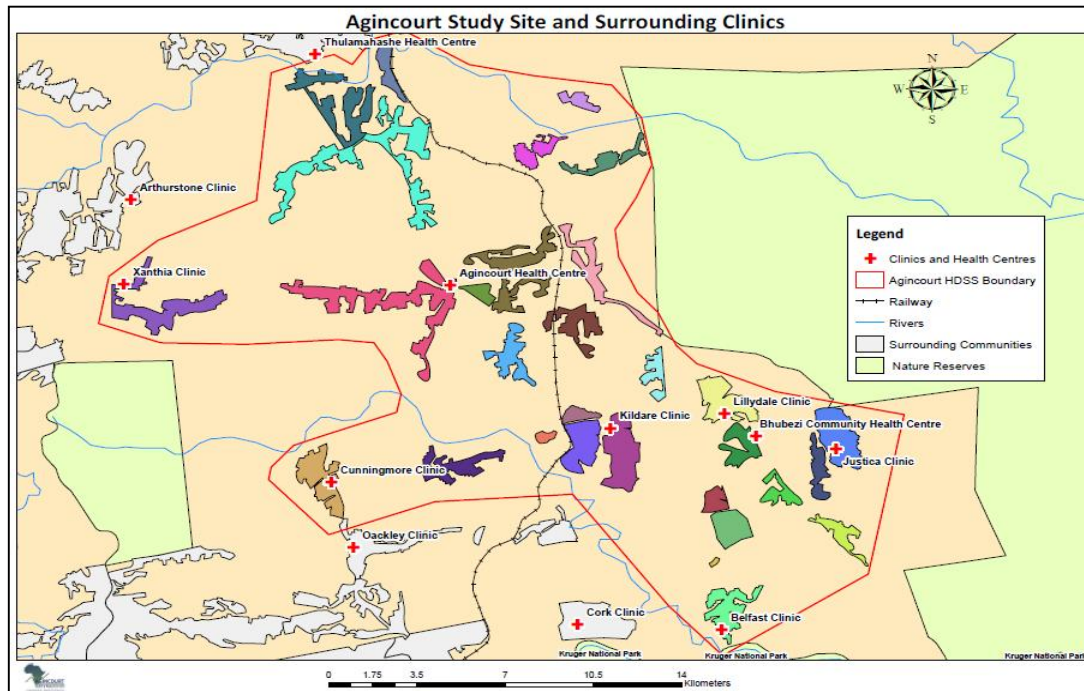 Agincourt Study Site and Surrounding Clinics
Thulamahashe Health Centre
N
W E
S
Arthurstone Clinic
Legend
Clinics and Health Centres
Agincourt HDSS Boundary
Railway
Rivers
Surrounding Communities
Nature Reserves
Xanthia Clinic
Agincourt Health Centre
Lillydale Clinic
Kildare Clinic
Bhubezi Community Health Centre
Justica Clinic
Cunningmore Clinic
Oackley Clinic
Cork Clinic
Belfast Clinic
Kruger National Park
Kruger National Park
Kruger National Park
0 1.75 3.5 7 10.5 14
Kilometers